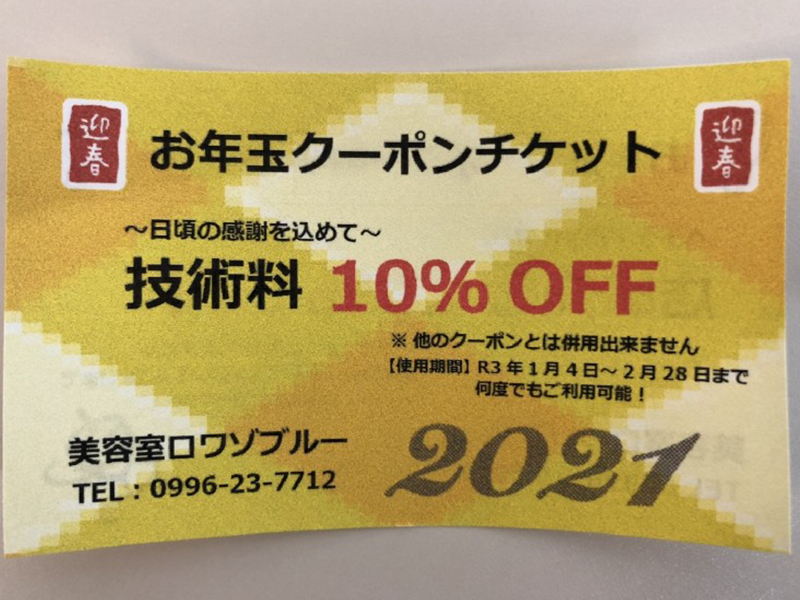 迎春
お年玉クーポンチケット
迎春
～日頃の感謝を込めて～
技術料 10% OFF
※ 他のクーポンとは併用出来ません
【使用期間】R3 年 1 月 4 日～ 2 月 28 日まで
何度でもご利用可能！
美容室ロワゾブルー
TEL：0996-23-7712
2021